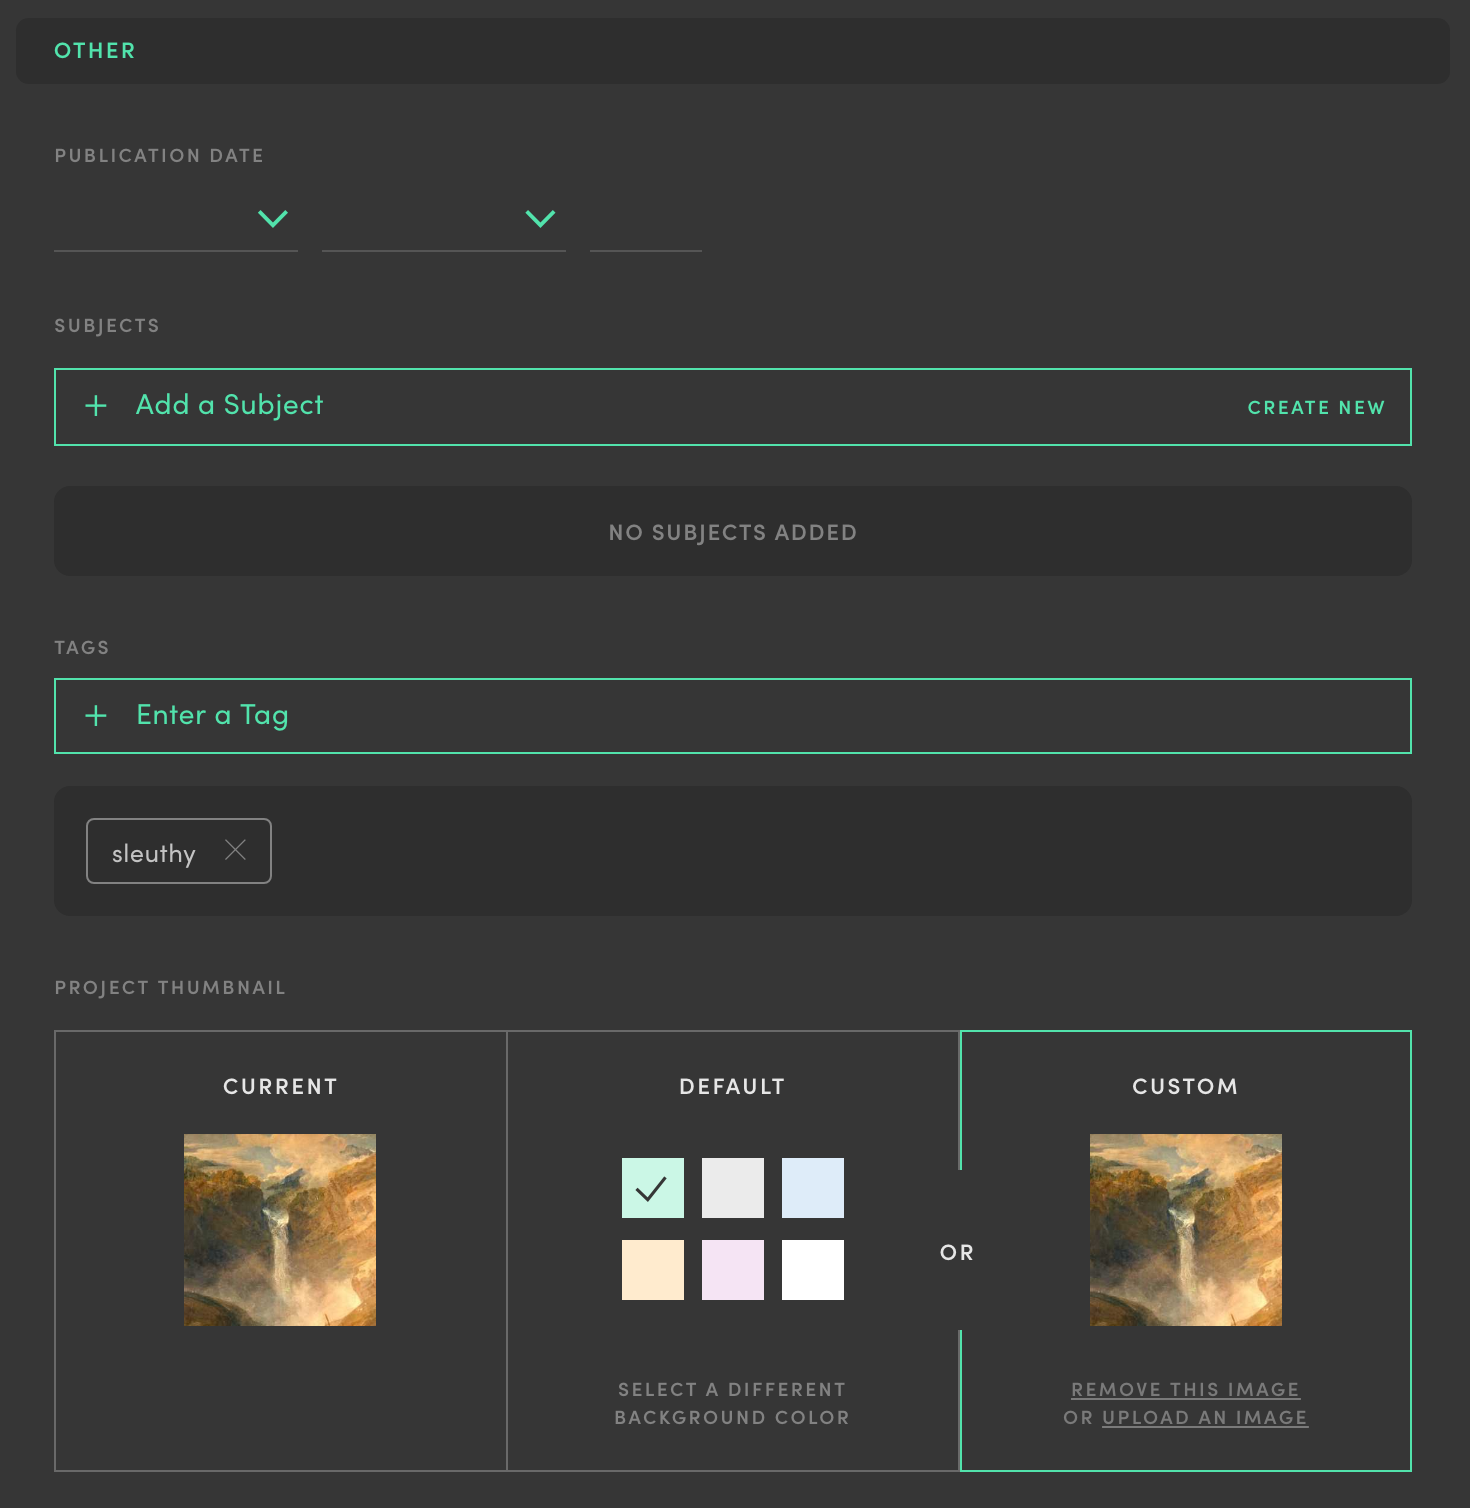 OTHER
PUBLICATION DATE
SUBJECTS
Add a Subject
CREATE NEW
NO SUBJECTS ADDED
TAGS
Enter a Tag
sleuthy
PROJECT THUMBNAIL
CURRENT
DEFAULT
SELECT A DIFFERENT
BACKGROUND COLOR
OR
CUSTOM
REMOVE THIS IMAGE
OR UPLOAD AN IMAGE